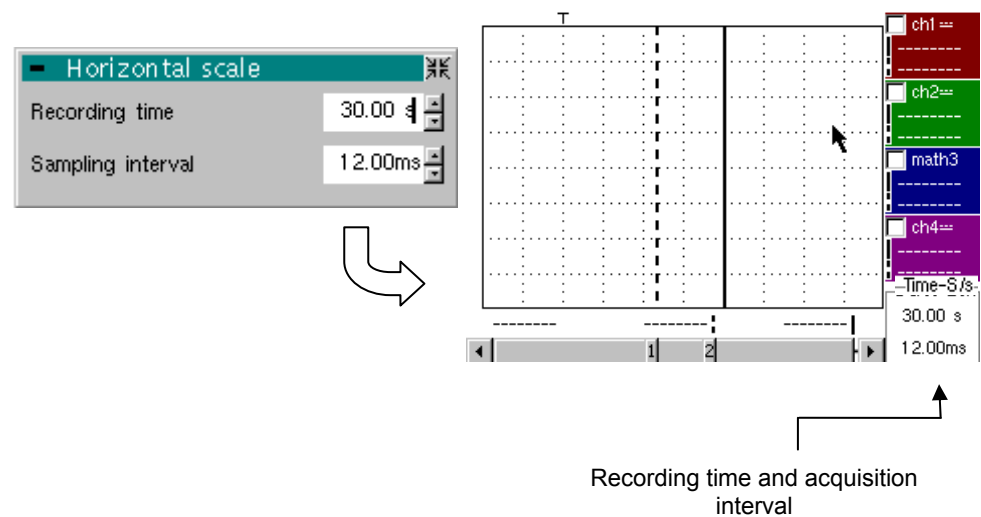 Horizontal scale
Recording time 30.00 s
Sampling interval 12.00ms
T
ch1
--------
--------
ch2
--------
--------
math3
--------
--------
ch4
--------
--------
Time-S/s
30.00 s
12.00ms
-------- -------- --------
1 2
Recording time and acquisition
interval